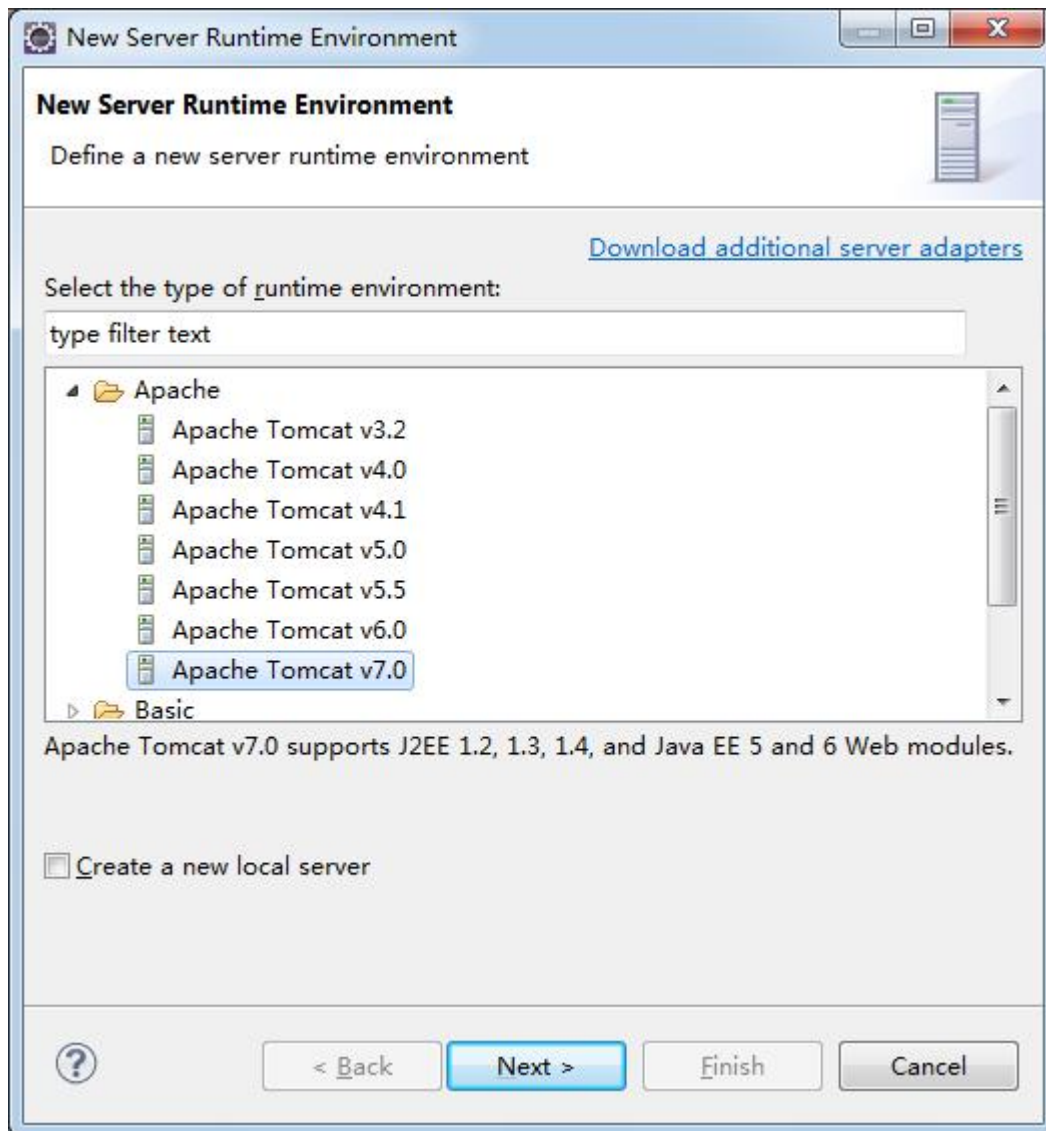 New Server Runtime Environment
New Server Runtime Environment
Define a new server runtime environment
Download additional server adapters
Select the type of runtime environment:
type filter text
Apache
Apache Tomcat v3.2
Apache Tomcat v4.0
Apache Tomcat v4.1
Apache Tomcat v5.0
Apache Tomcat v5.5
Apache Tomcat v6.0
Apache Tomcat v7.0
Basic
Apache Tomcat v7.0 supports J2EE 1.2, 1.3, 1.4, and Java EE 5 and 6 Web modules.
Create a new local server
? < Back Next > Finish Cancel